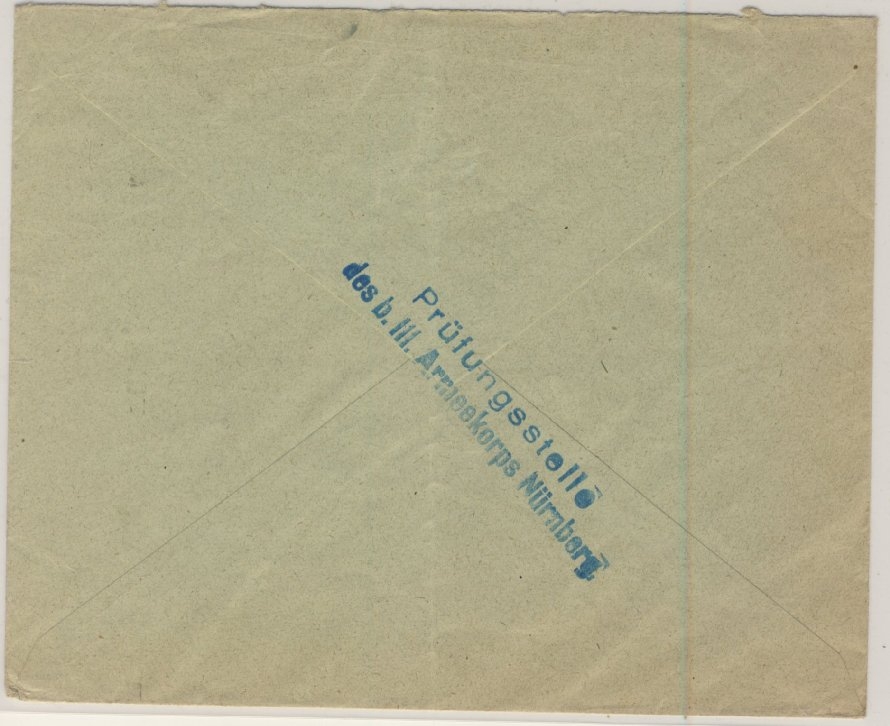 Prüfungsstelle
des b. III. Armeekorps Nürnberg.